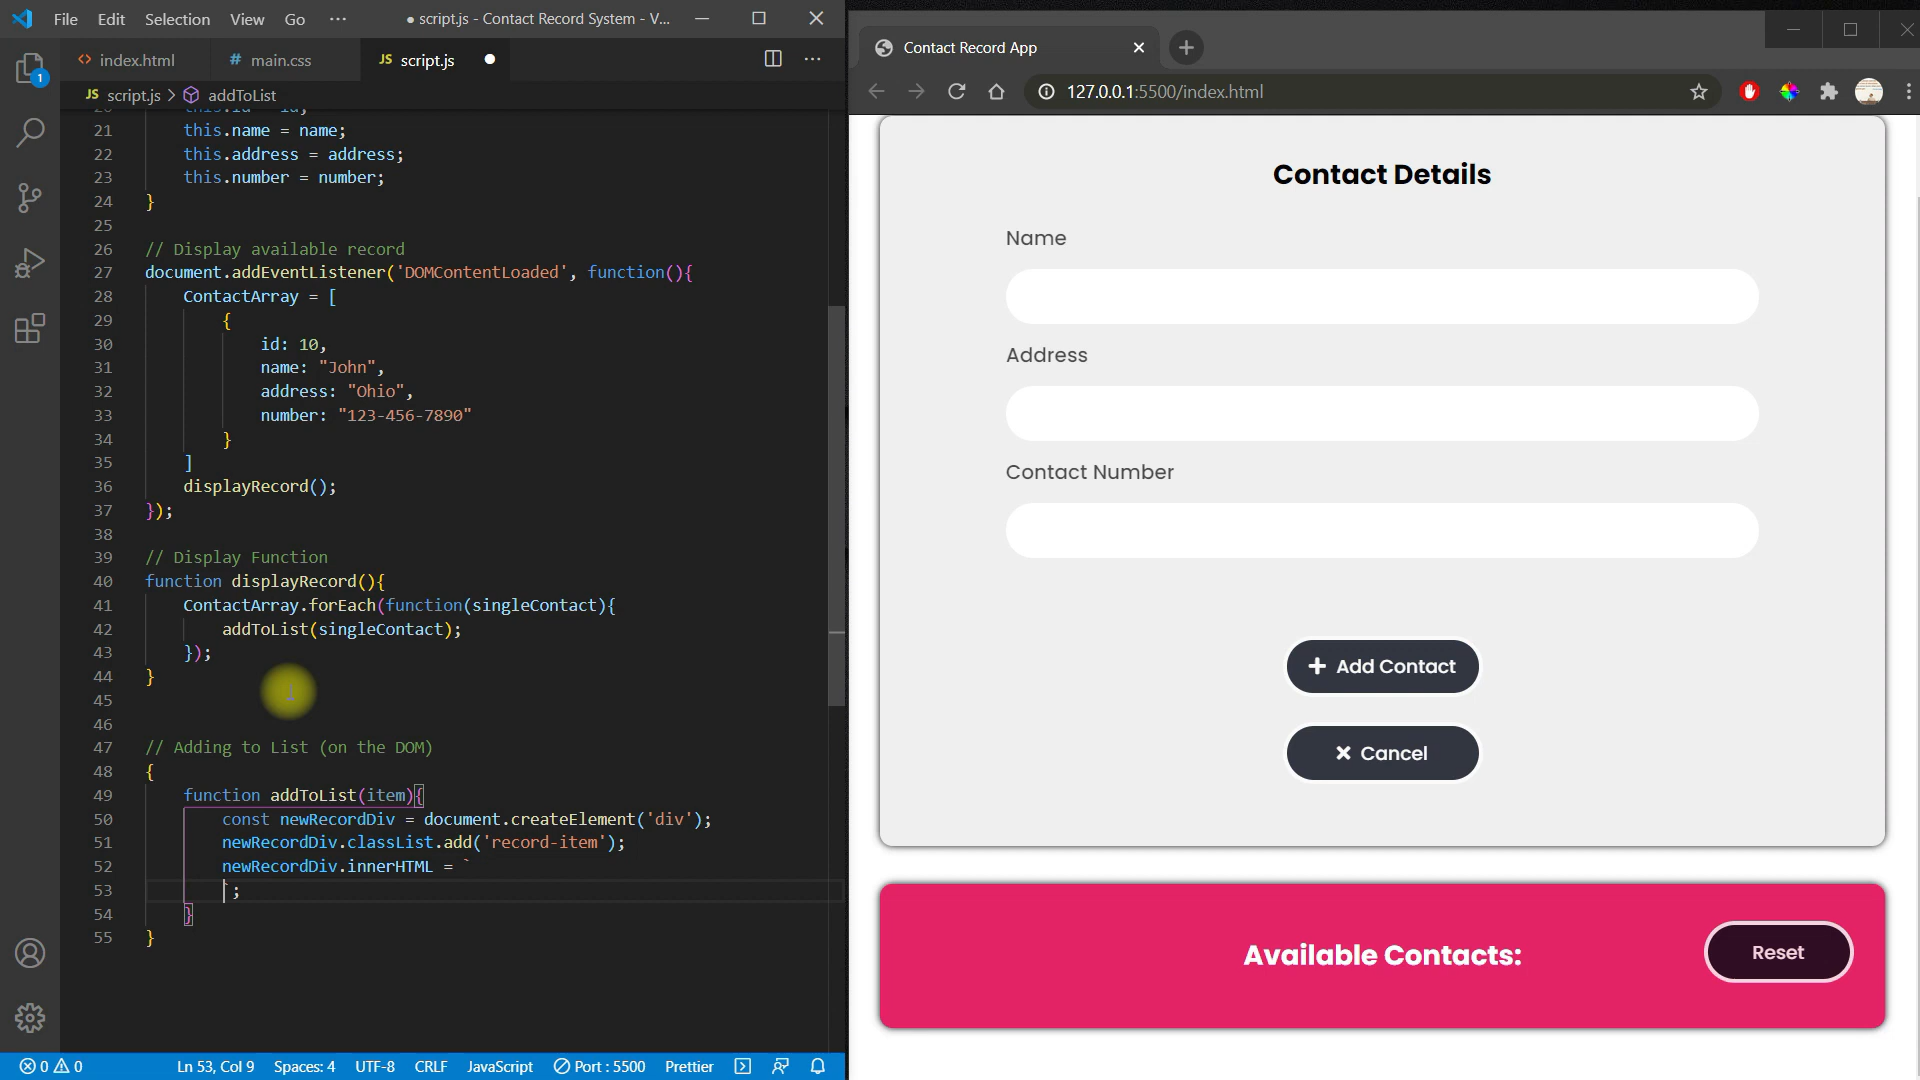 File Edit Selection View Go ··· ● script.js - Contact Record System - V...
index.html # main.css JS script.js ●
JS script.js > addToList
this.id = id;
21 this.name = name;
22 this.address = address;
23 this.number = number;
24 }
25
26 // Display available record
27 document.addEventListener('DOMContentLoaded', function(){
28 ContactArray = [
29 {
30 id: 10,
31 name: "John",
32 address: "Ohio",
33 number: "123-456-7890"
34 }
35 ]
36 displayRecord();
37 });
38
39 // Display Function
40 function displayRecord(){
41 ContactArray.forEach(function(singleContact){
42 addToList(singleContact);
43 });
44 }
45
46
47 // Adding to List (on the DOM)
48 {
49 function addToList(item){
50 const newRecordDiv = document.createElement('div');
51 newRecordDiv.classList.add('record-item');
52 newRecordDiv.innerHTML = `
53 `;
54 }
55 }
1
0 0 Ln 53, Col 9 Spaces: 4 UTF-8 CRLF JavaScript Port : 5500 Prettier
Contact Record App
127.0.0.1:5500/index.html
Contact Details
Name
Address
Contact Number
Add Contact
Cancel
Available Contacts:
Reset